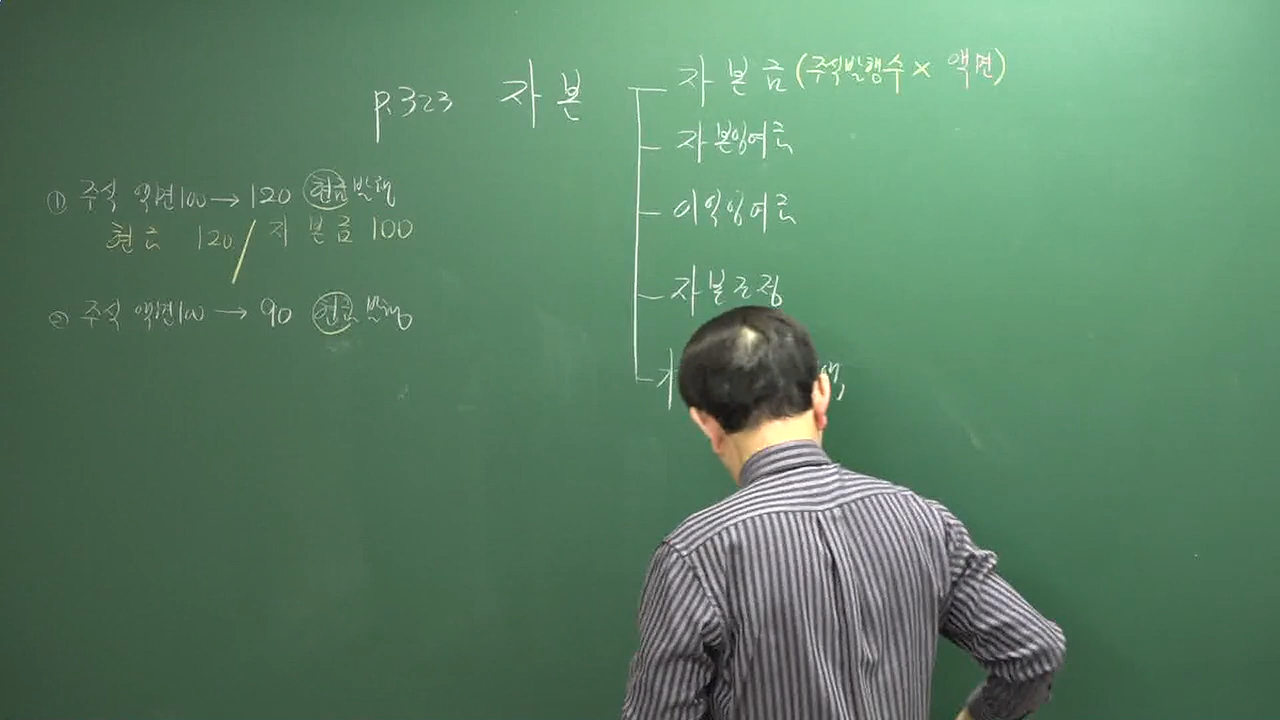 p.323 자본
자본금 (주식발행수 × 액면)
자본잉여금
이익잉여금
자본조정
① 주식 액면100 → 120 현금발행
현금 120 / 자본금 100
② 주식 액면100 → 90 현금발행